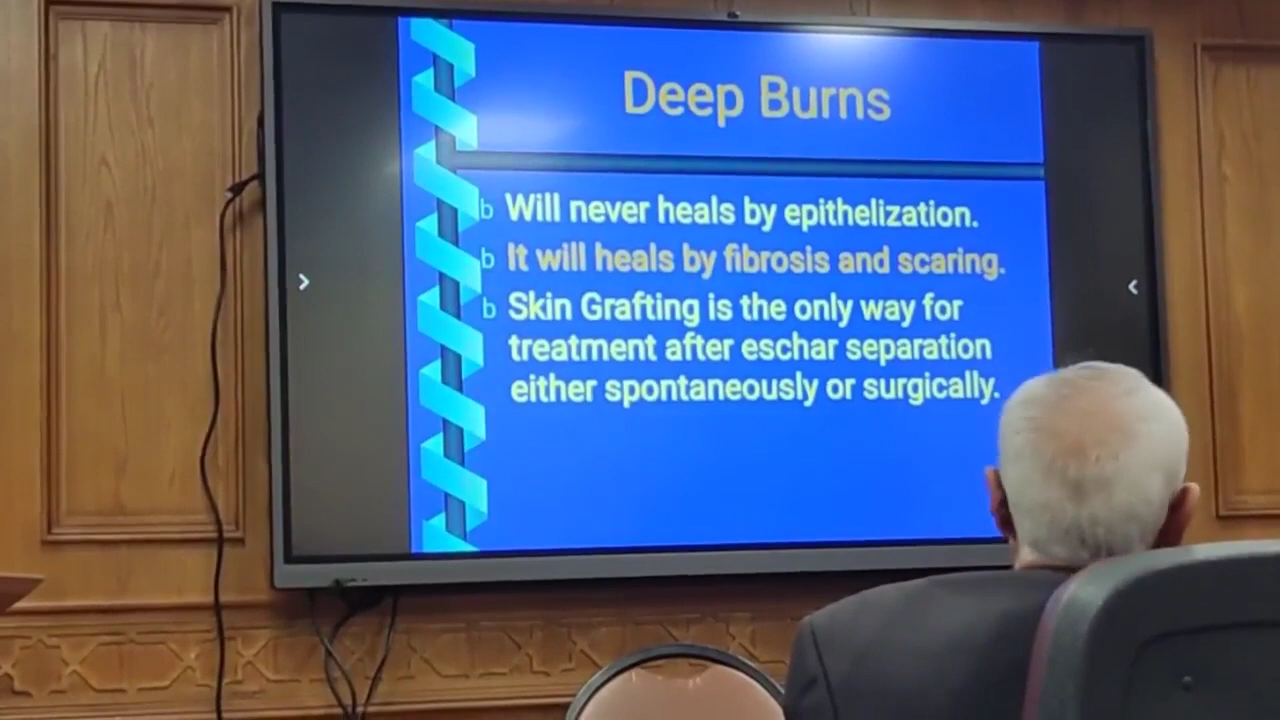 Deep Burns
b Will never heals by epithelization.
b It will heals by fibrosis and scaring.
b Skin Grafting is the only way for
treatment after eschar separation
either spontaneously or surgically.